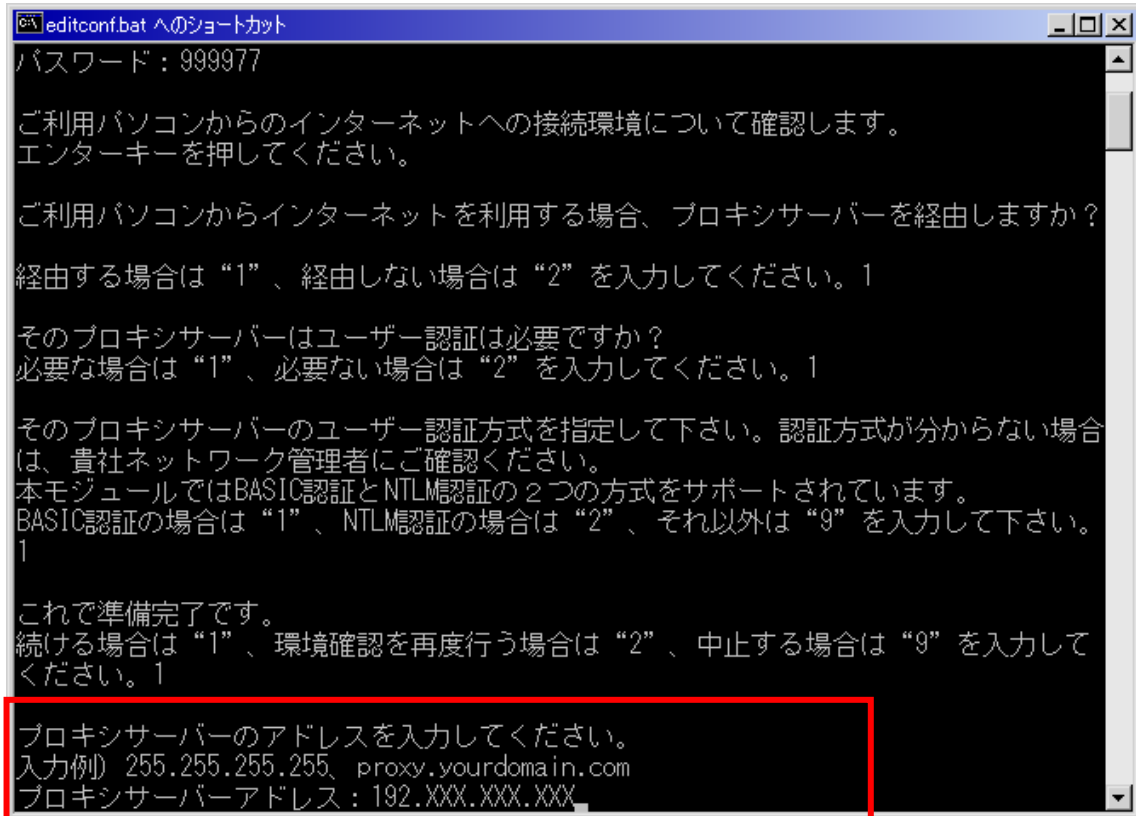 editconf.bat へのショートカット
パスワード：999977
ご利用パソコンからのインターネットへの接続環境について確認します。
エンターキーを押してください。
ご利用パソコンからインターネットを利用する場合、プロキシサーバーを経由しますか？
経由する場合は“1”、経由しない場合は“2”を入力してください。1
そのプロキシサーバーはユーザー認証は必要ですか？
必要な場合は“1”、必要ない場合は“2”を入力してください。1
そのプロキシサーバーのユーザー認証方式を指定して下さい。認証方式が分からない場合
は、貴社ネットワーク管理者にご確認ください。
本モジュールではBASIC認証とNTLM認証の２つの方式をサポートされています。
BASIC認証の場合は“1”、NTLM認証の場合は“2”、それ以外は“9”を入力して下さい。
1
これで準備完了です。
続ける場合は“1”、環境確認を再度行う場合は“2”、中止する場合は“9”を入力して
ください。1
プロキシサーバーのアドレスを入力してください。
入力例）255.255.255.255、proxy.yourdomain.com
プロキシサーバーアドレス：192.XXX.XXX.XXX